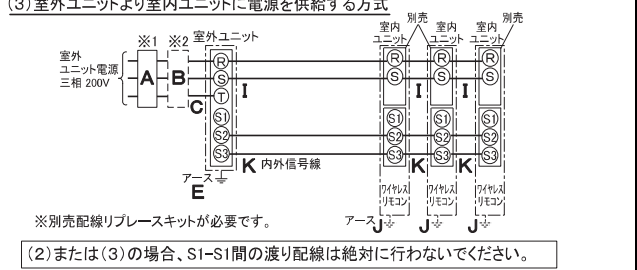 (3)室外ユニットより室内ユニットに電源を供給する方式
別売 別売
※1 ※2 室外ユニット 室内ユニット 室内ユニット 室内ユニット
室外
ユニット電源
三相 200V
A B C
R R R R
S S S S
I I I
T
S1 S1 S1 S1
S2 S2 S2 S2
S3 S3 S3 S3
K 内外信号線 K K
アース
E
ワイヤレスリモコン ワイヤレスリモコン ワイヤレスリモコン
※別売配線リプレースキットが必要です。
アース J J J
(2)または(3)の場合、S1-S1間の渡り配線は絶対に行わないでください。